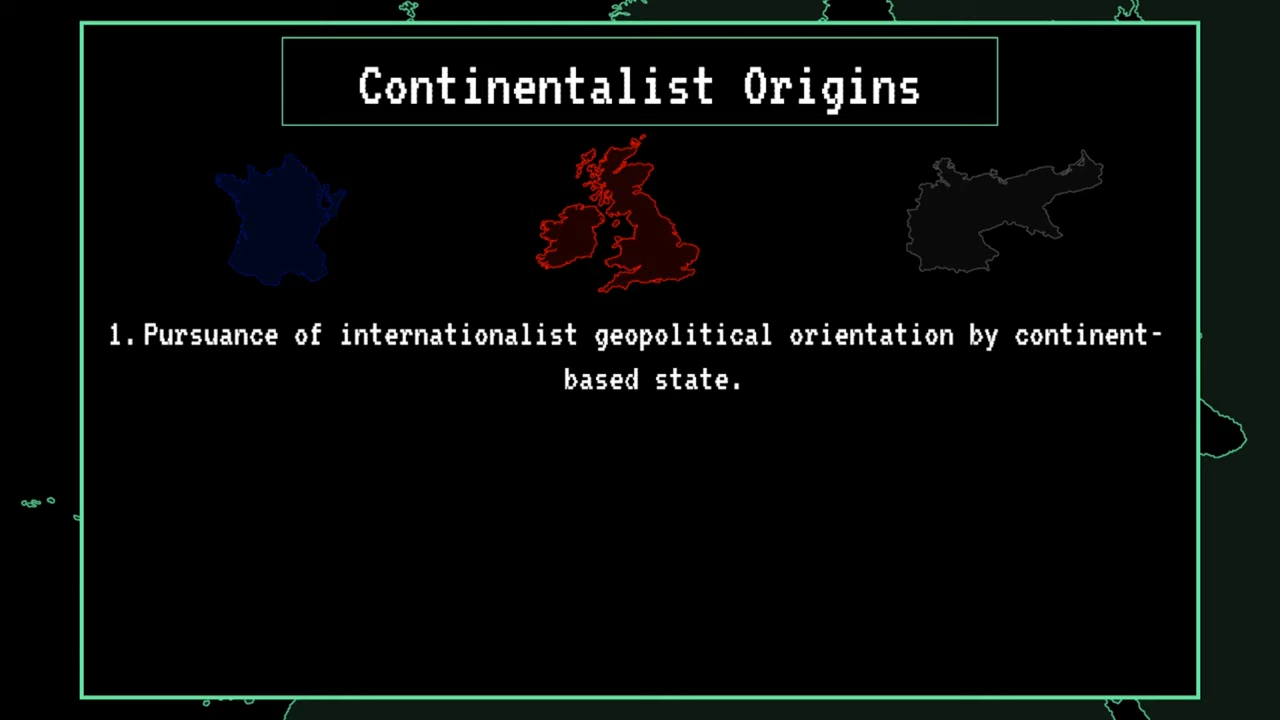 Continentalist Origins
1. Pursuance of internationalist geopolitical orientation by continent-
based state.